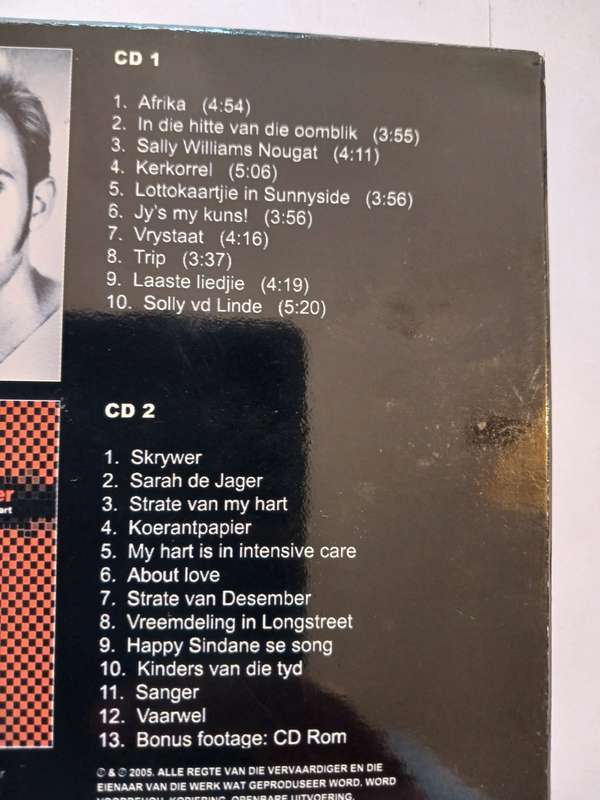 CD 1
1. Afrika (4:54)
2. In die hitte van die oomblik (3:55)
3. Sally Williams Nougat (4:11)
4. Kerkorrel (5:06)
5. Lottokaartjie in Sunnyside (3:56)
6. Jy's my kuns! (3:56)
7. Vrystaat (4:16)
8. Trip (3:37)
9. Laaste liedjie (4:19)
10. Solly vd Linde (5:20)
CD 2
1. Skrywer
2. Sarah de Jager
3. Strate van my hart
4. Koerantpapier
5. My hart is in intensive care
6. About love
7. Strate van Desember
8. Vreemdeling in Longstreet
9. Happy Sindane se song
10. Kinders van die tyd
11. Sanger
12. Vaarwel
13. Bonus footage: CD Rom
℗ & © 2005. ALLE REGTE VAN DIE VERVAARDIGER EN DIE
EIENAAR VAN DIE WERK WAT GEPRODUSEER WORD, WORD
VOORBEHOU. KOPIERING, OPENBARE UITVOERING,